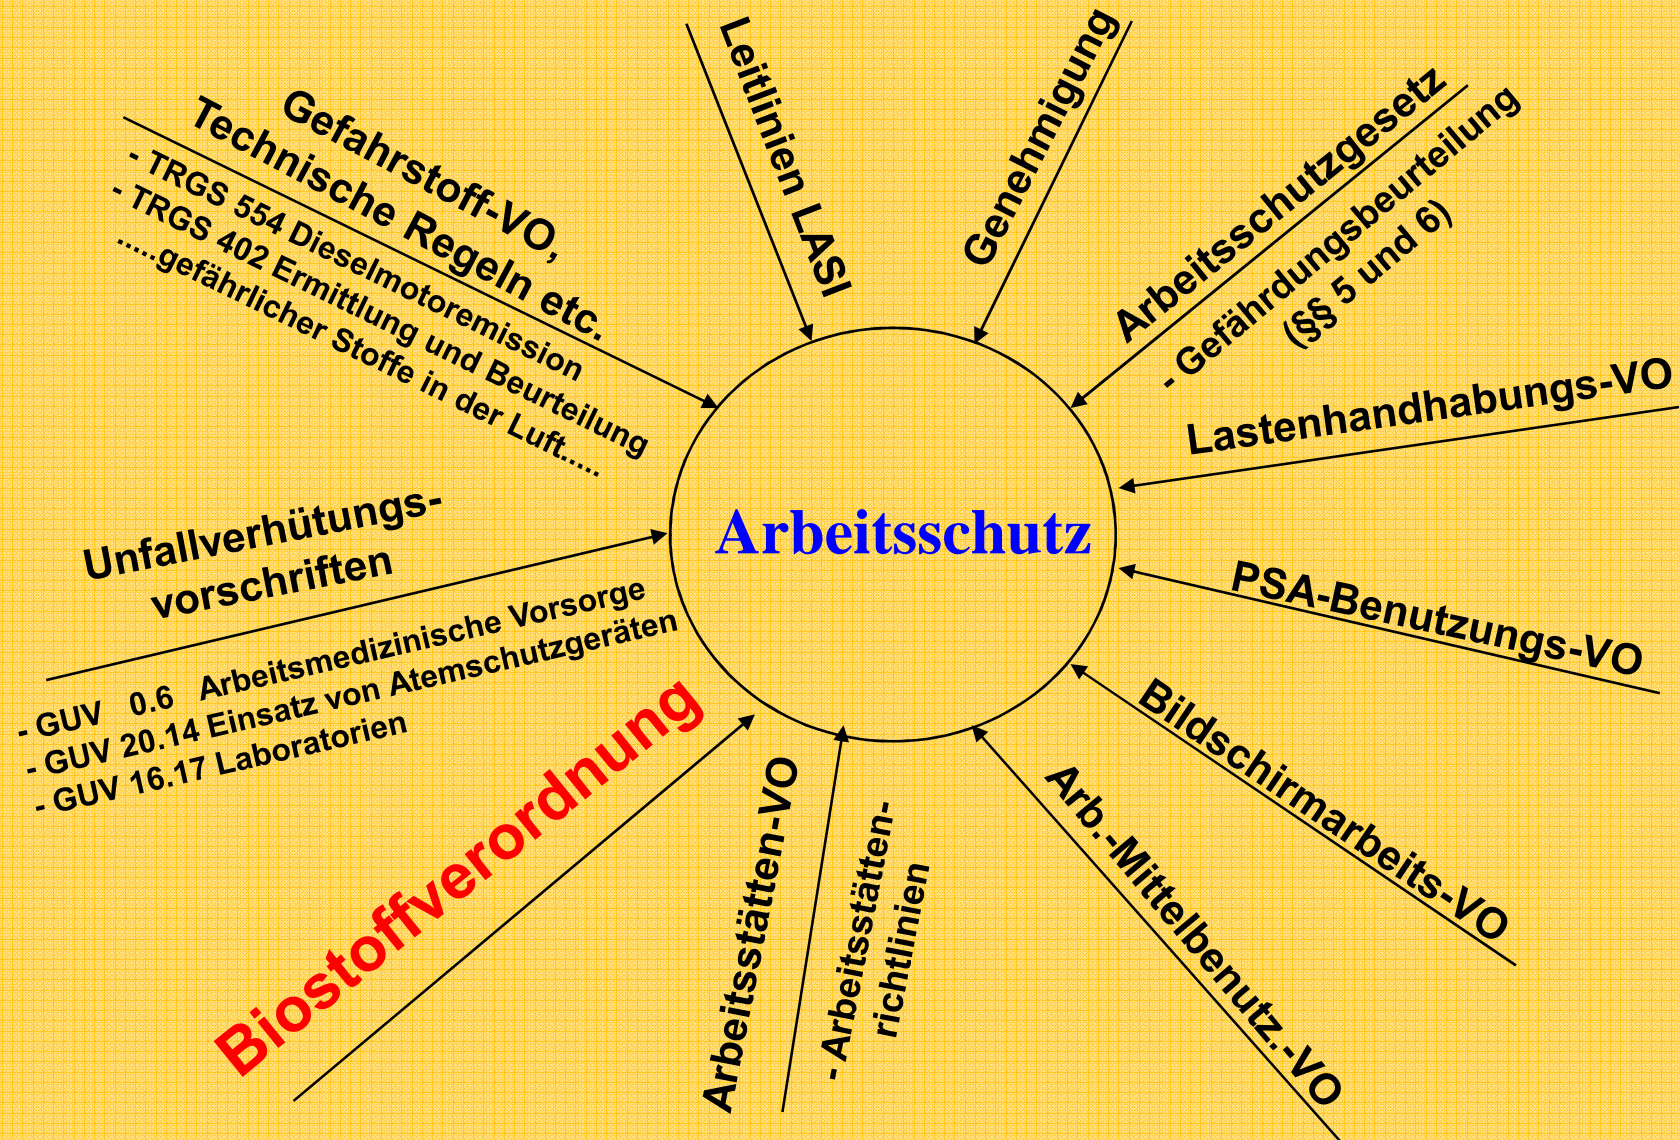 Leitlinien LASI
Genehmigung
Gefahrstoff-VO,
Technische Regeln etc.
- TRGS 554 Dieselmotoremission
- TRGS 402 Ermittlung und Beurteilung
.....gefährlicher Stoffe in der Luft.....
Arbeitsschutzgesetz
- Gefährdungsbeurteilung
(§§ 5 und 6)
Lastenhandhabungs-VO
Unfallverhütungs-
vorschriften
- GUV 0.6 Arbeitsmedizinische Vorsorge
- GUV 20.14 Einsatz von Atemschutzgeräten
- GUV 16.17 Laboratorien
Arbeitsschutz
PSA-Benutzungs-VO
Bildschirmarbeits-VO
Arb.-Mittelbenutz.-VO
Biostoffverordnung
Arbeitsstätten-VO
- Arbeitsstätten-
richtlinien